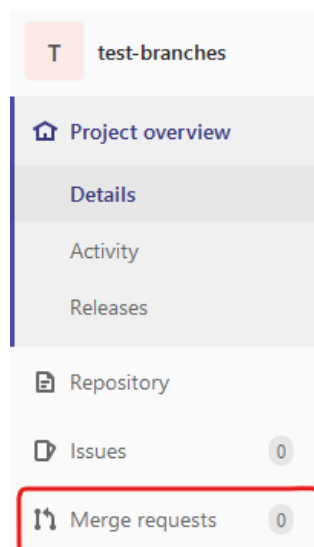 T test-branches
Project overview
Details
Activity
Releases
Repository
Issues 0
Merge requests 0